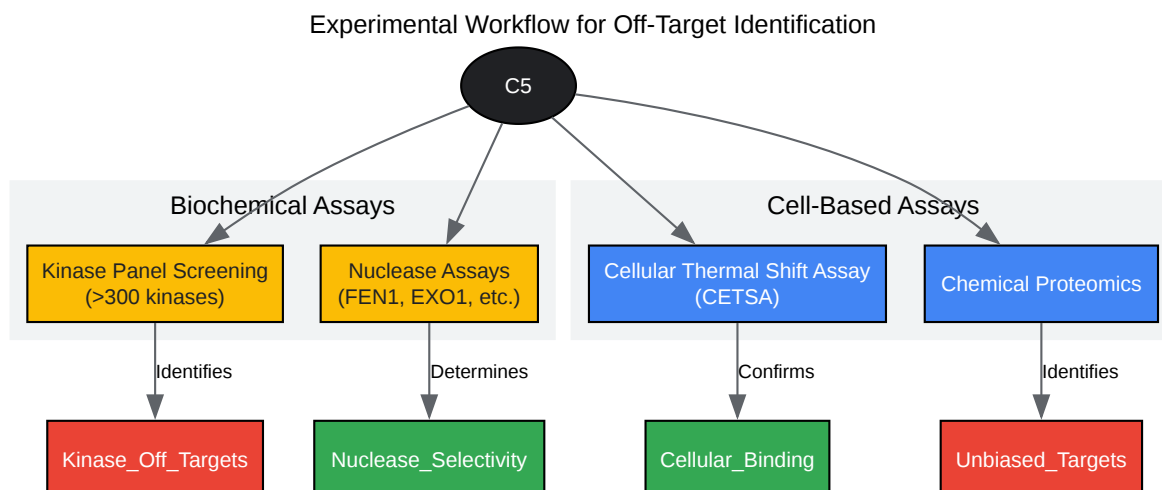 Experimental Workflow for Off-Target Identification
C5
Biochemical Assays
Cell-Based Assays
Kinase Panel Screening
(>300 kinases)
Nuclease Assays
(FEN1, EXO1, etc.)
Cellular Thermal Shift Assay
(CETSA)
Chemical Proteomics
Identifies
Determines
Confirms
Identifies
Kinase_Off_Targets
Nuclease_Selectivity
Cellular_Binding
Unbiased_Targets